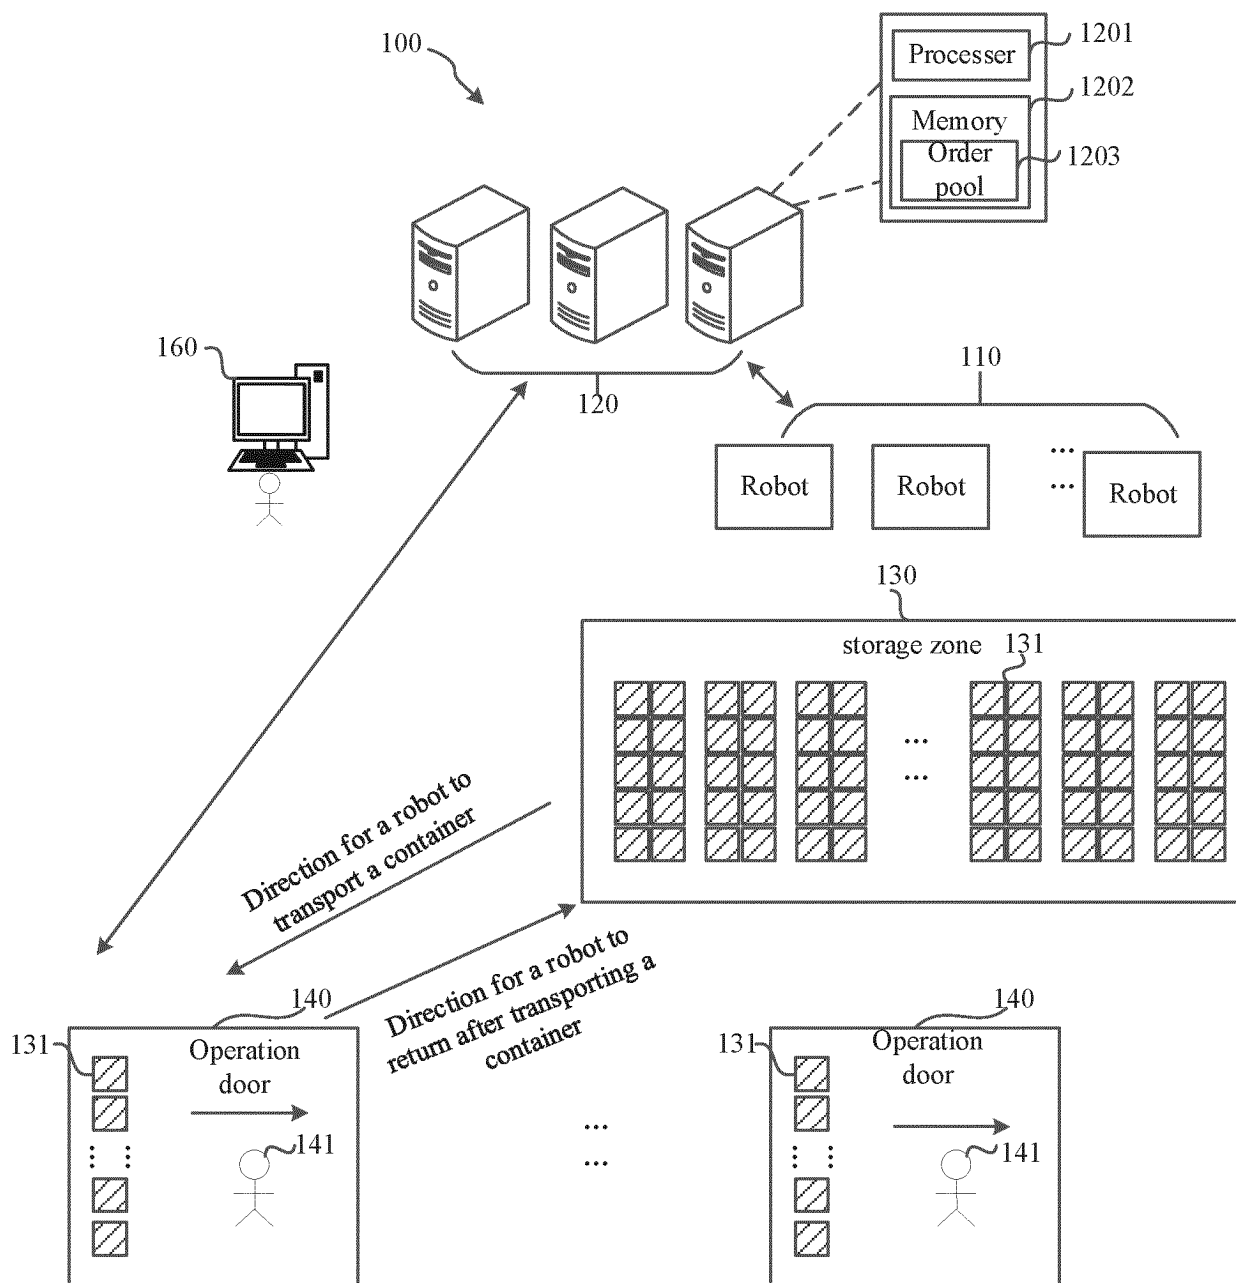 100
Processer
1201
1202
Memory
Order
pool
1203
160
120
110
Robot
Robot
...
...
Robot
130
storage zone
131
...
...
Direction for a robot to
transport a container
Direction for a robot to
return after transporting a
container
140
131
Operation
door
141
...
...
140
131
Operation
door
141